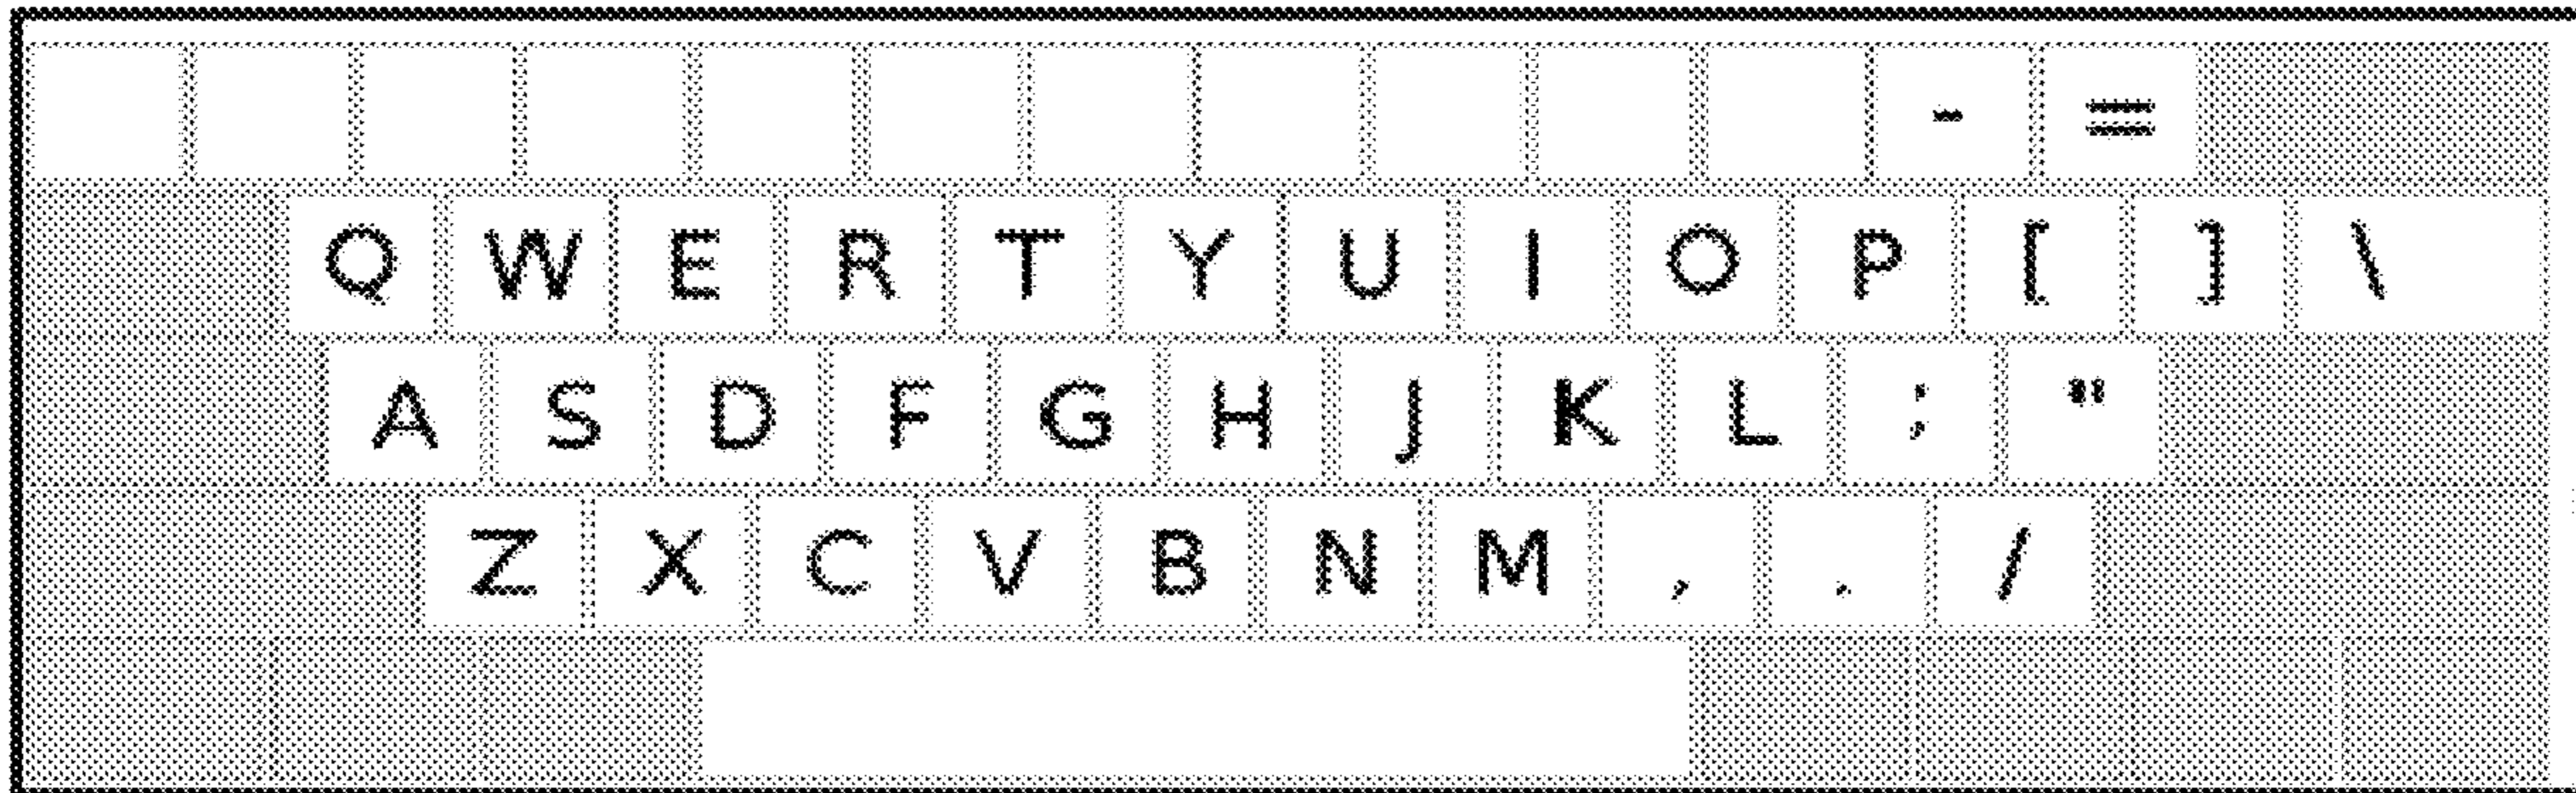 - =
Q W E R T Y U I O P [ ] \
A S D F G H J K L ; "
Z X C V B N M , . /